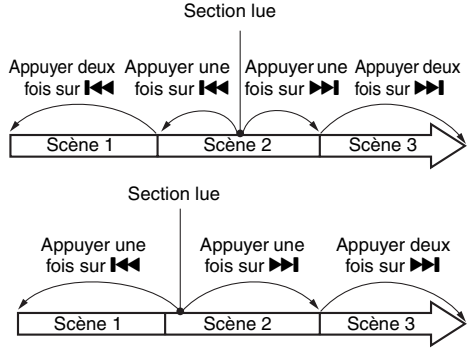 Section lue
Appuyer deux fois sur ⏮
Appuyer une fois sur ⏮
Appuyer une fois sur ⏭
Appuyer deux fois sur ⏭
Scène 1
Scène 2
Scène 3
Section lue
Appuyer une fois sur ⏮
Appuyer une fois sur ⏭
Appuyer deux fois sur ⏭
Scène 1
Scène 2
Scène 3